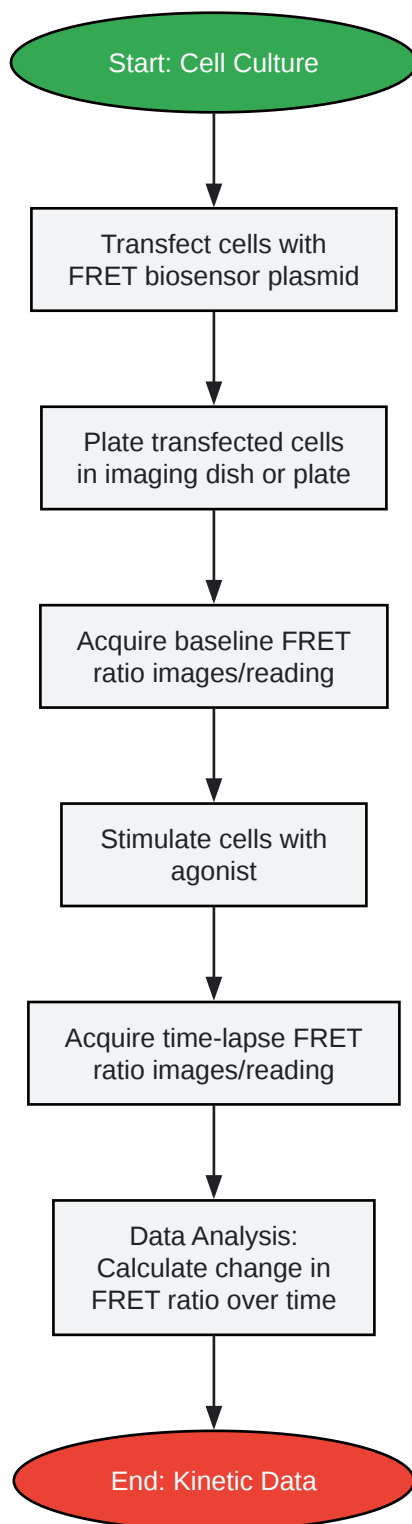 Start: Cell Culture
Transfect cells with
FRET biosensor plasmid
Plate transfected cells
in imaging dish or plate
Acquire baseline FRET
ratio images/reading
Stimulate cells with
agonist
Acquire time-lapse FRET
ratio images/reading
Data Analysis:
Calculate change in
FRET ratio over time
End: Kinetic Data